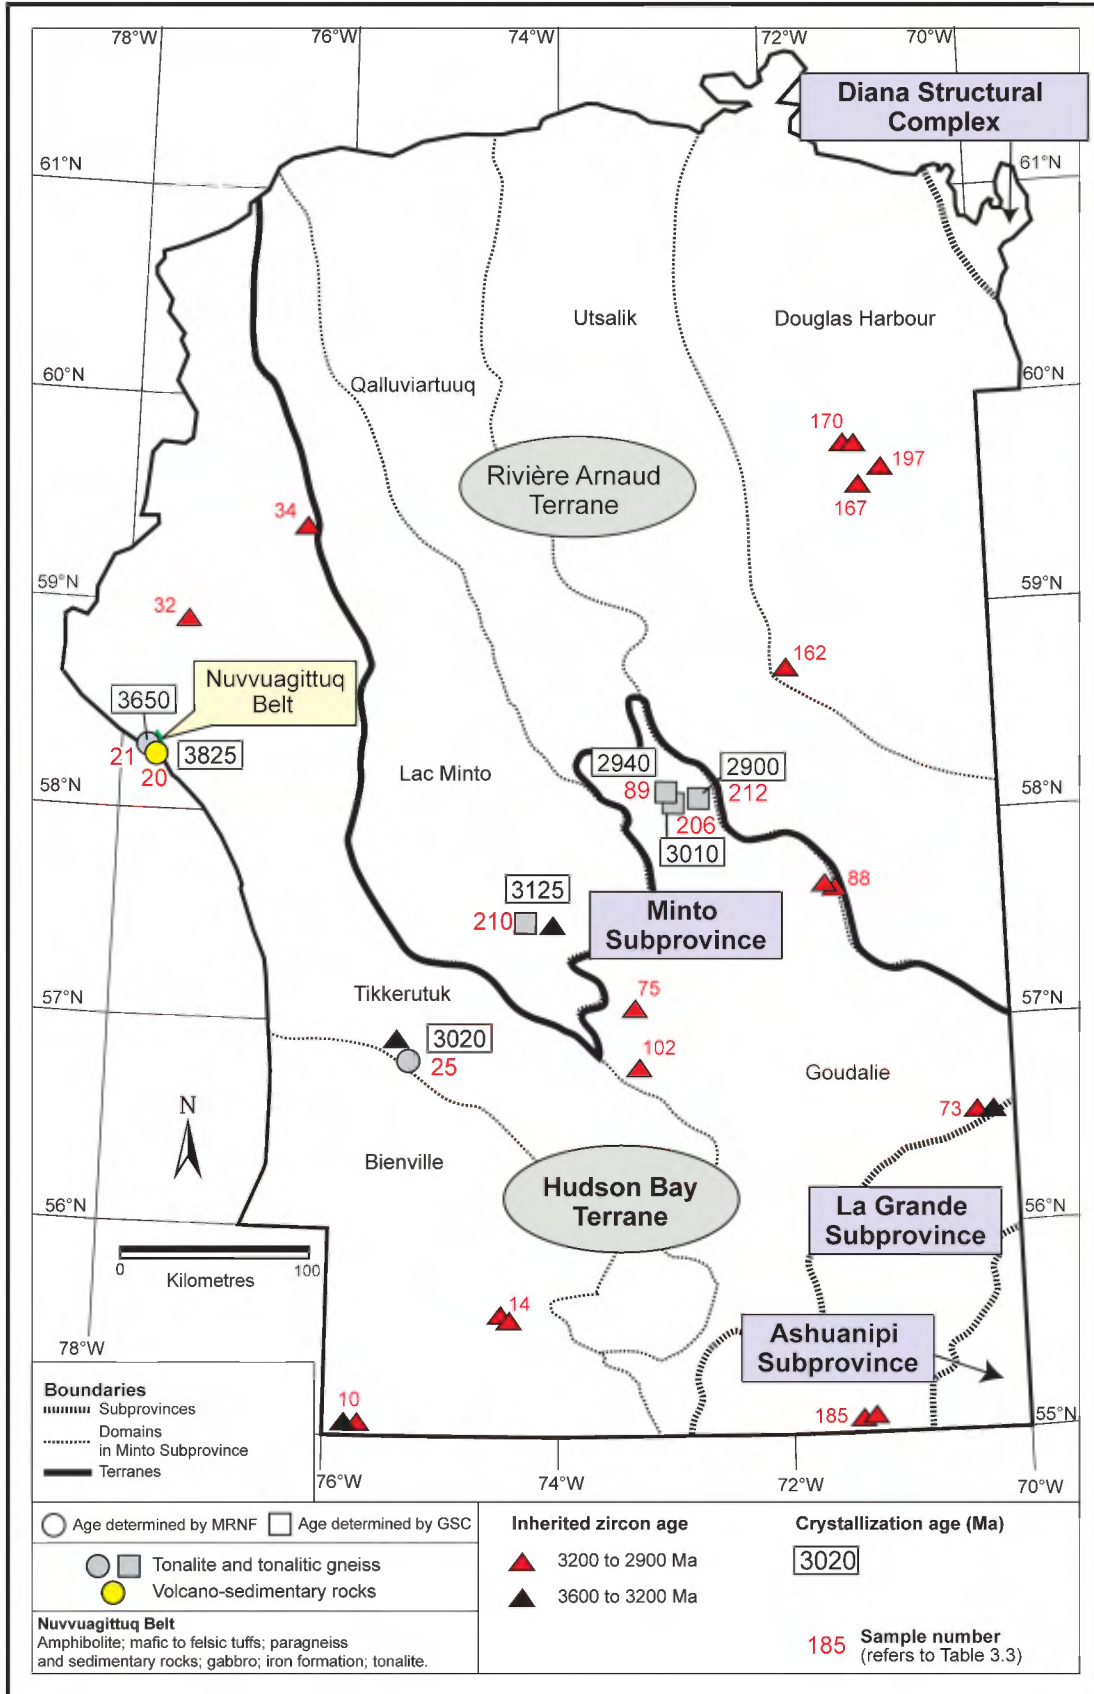 78°W
76°W
74°W
72°W
70°W
Diana Structural
Complex
61°N
61°N
Utsalik
Douglas Harbour
60°N
60°N
Qalluviartuuq
170
197
167
Rivière Arnaud
Terrane
34
59°N
59°N
32
162
Nuvvuagittuq
Belt
3650
21
20
3825
58°N
58°N
Lac Minto
2940
2900
89
212
206
3010
88
3125
210
Minto
Subprovince
57°N
57°N
Tikkerutuk
75
3020
25
102
Goudalie
73
N
Bienville
Hudson Bay
Terrane
La Grande
Subprovince
56°N
56°N
0
100
Kilometres
14
Ashuanipi
Subprovince
78°W
10
185
55°N
76°W
74°W
72°W
70°W
Boundaries
Subprovinces
Domains
in Minto Subprovince
Terranes
Age determined by MRNF
Age determined by GSC
Tonalite and tonalitic gneiss
Volcano-sedimentary rocks
Nuvvuagittuq Belt
Amphibolite; mafic to felsic tuffs; paragneiss
and sedimentary rocks; gabbro; iron formation; tonalite.
Inherited zircon age
3200 to 2900 Ma
3600 to 3200 Ma
Crystallization age (Ma)
3020
185 Sample number
(refers to Table 3.3)